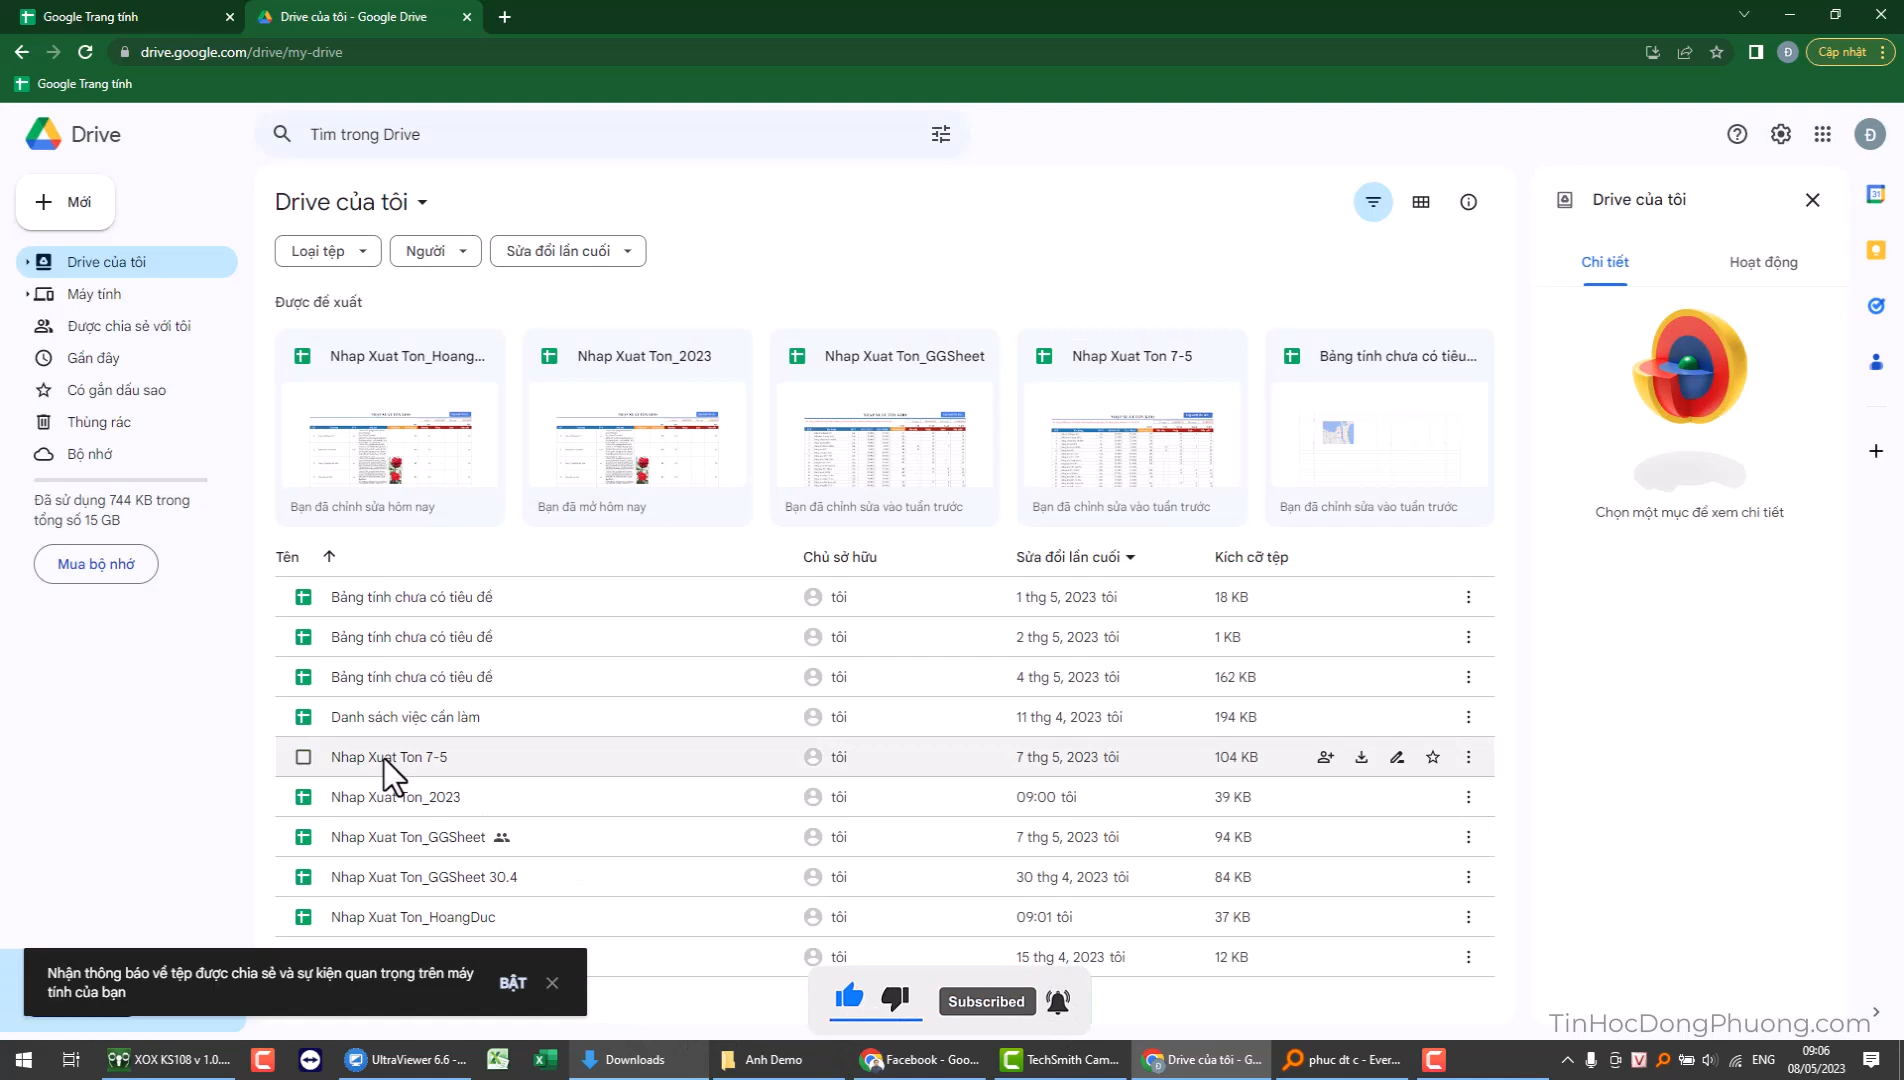 Google Trang tính
Drive của tôi - Google Drive
drive.google.com/drive/my-drive
Đ
Cập nhật
Google Trang tính
Drive
Tìm trong Drive
Đ
Mới
Drive của tôi
Máy tính
Được chia sẻ với tôi
Gần đây
Có gắn dấu sao
Thùng rác
Bộ nhớ
Đã sử dụng 744 KB trong
tổng số 15 GB
Mua bộ nhớ
Drive của tôi
Loại tệp
Người
Sửa đổi lần cuối
Được đề xuất
Nhap Xuat Ton_Hoang...
Bạn đã chỉnh sửa hôm nay
Nhap Xuat Ton_2023
Bạn đã mở hôm nay
Nhap Xuat Ton_GGSheet
Bạn đã chỉnh sửa vào tuần trước
Nhap Xuat Ton 7-5
Bạn đã chỉnh sửa vào tuần trước
Bảng tính chưa có tiêu...
Bạn đã chỉnh sửa vào tuần trước
Tên Chủ sở hữu Sửa đổi lần cuối Kích cỡ tệp
Bảng tính chưa có tiêu đề tôi 1 thg 5, 2023 tôi 18 KB
Bảng tính chưa có tiêu đề tôi 2 thg 5, 2023 tôi 1 KB
Bảng tính chưa có tiêu đề tôi 4 thg 5, 2023 tôi 162 KB
Danh sách việc cần làm tôi 11 thg 4, 2023 tôi 194 KB
Nhap Xuat Ton 7-5 tôi 7 thg 5, 2023 tôi 104 KB
Nhap Xuat Ton_2023 tôi 09:00 tôi 39 KB
Nhap Xuat Ton_GGSheet tôi 7 thg 5, 2023 tôi 94 KB
Nhap Xuat Ton_GGSheet 30.4 tôi 30 thg 4, 2023 tôi 84 KB
Nhap Xuat Ton_HoangDuc tôi 09:01 tôi 37 KB
tôi 15 thg 4, 2023 tôi 12 KB
Drive của tôi
Chi tiết
Hoạt động
Chọn một mục để xem chi tiết
31
Nhận thông báo về tệp được chia sẻ và sự kiện quan trọng trên máy
tính của bạn
BẬT
Subscribed
TinHocDongPhuong.com
XOX KS108 v 1.0....
UltraViewer 6.6 -...
Downloads
Anh Demo
Facebook - Goo...
TechSmith Cam...
Drive của tôi - G...
phuc dt c - Ever...
ENG
09:06
08/05/2023